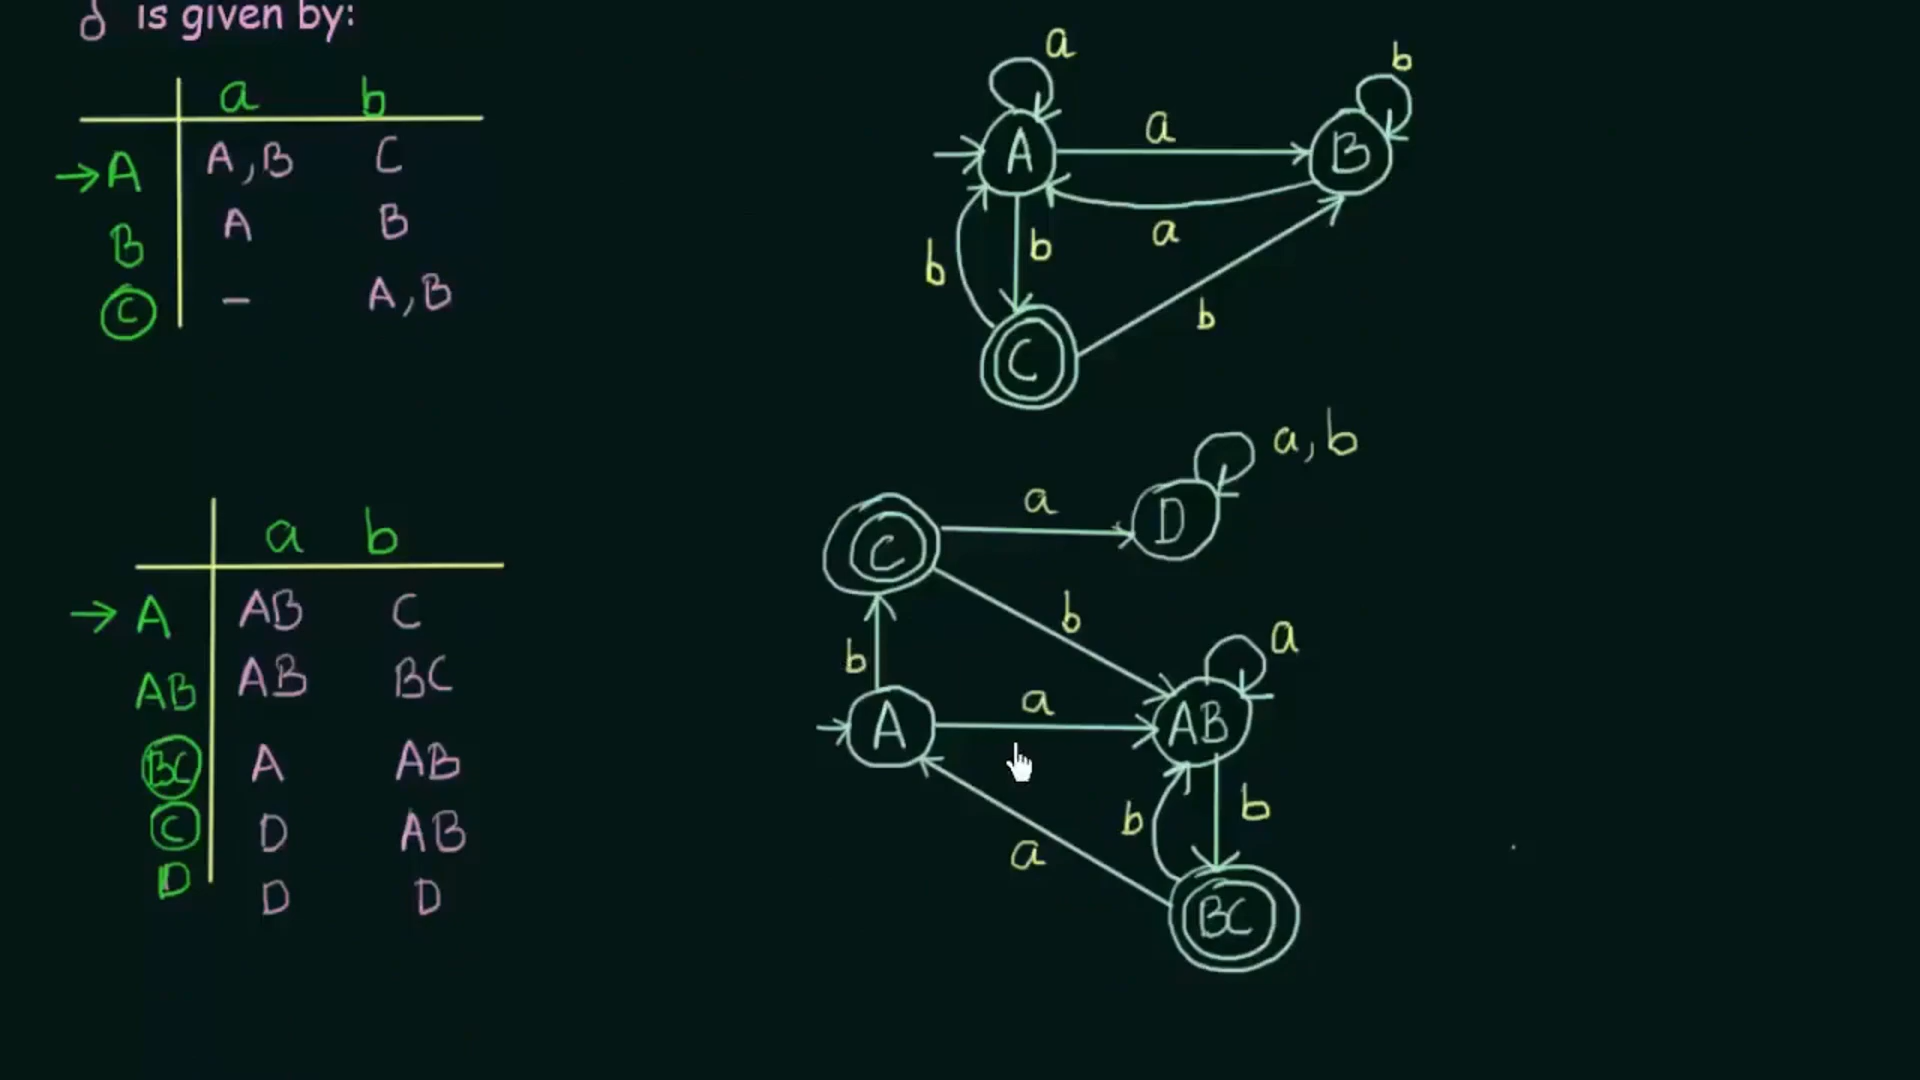 δ is given by:
a b
→A A,B C
B A B
C - A,B
a
b
A
a
B
b
b
a
b
C
a b
→ A AB C
AB AB BC
BC A AB
C D AB
D D D
a, b
C
a
D
b
b
a
A
a
AB
b
b
a
BC